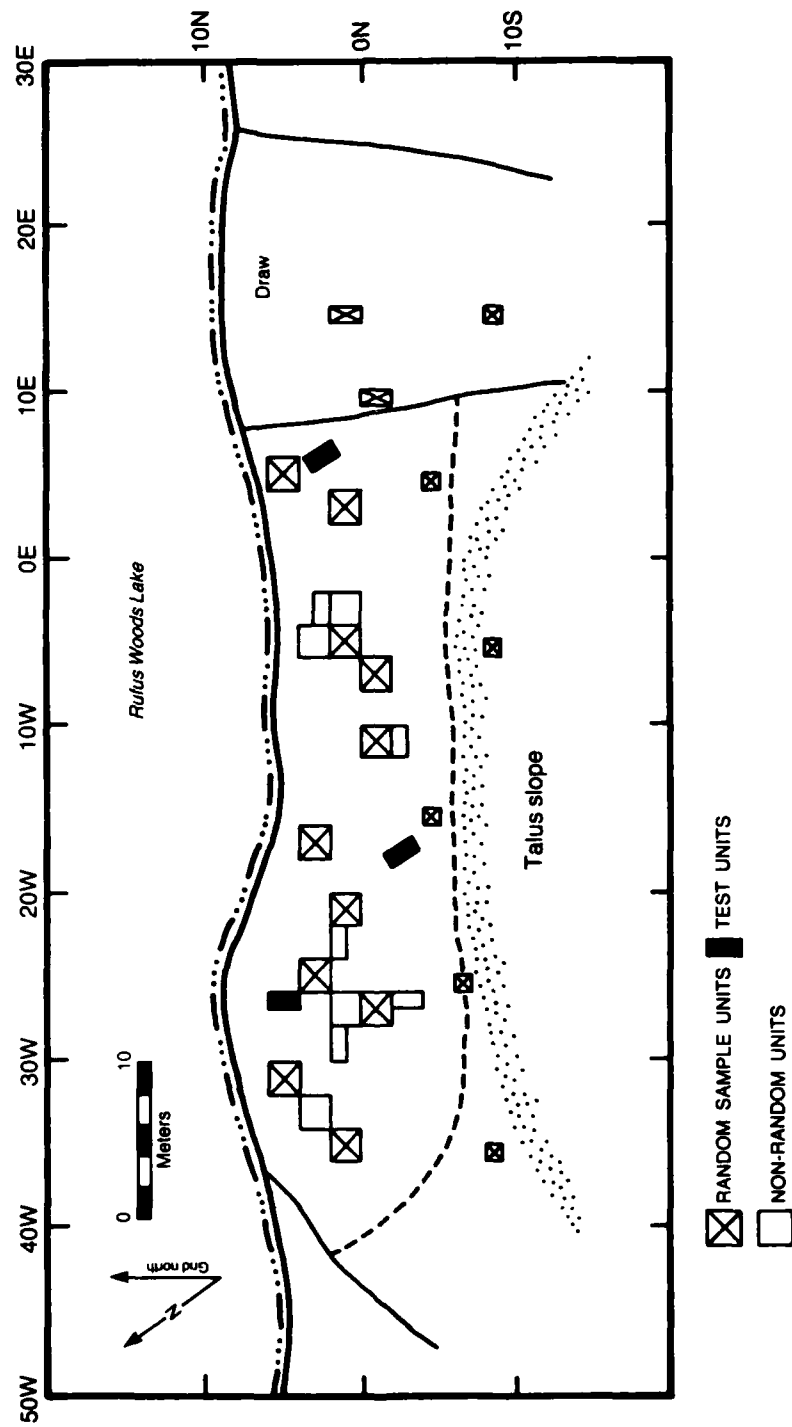 50W
40W
30W
20W
10W
0E
10E
20E
30E
10N
0N
10S
Grid north
N
0
10
Meters
Rufus Woods Lake
Draw
Talus slope
RANDOM SAMPLE UNITS
TEST UNITS
NON-RANDOM UNITS